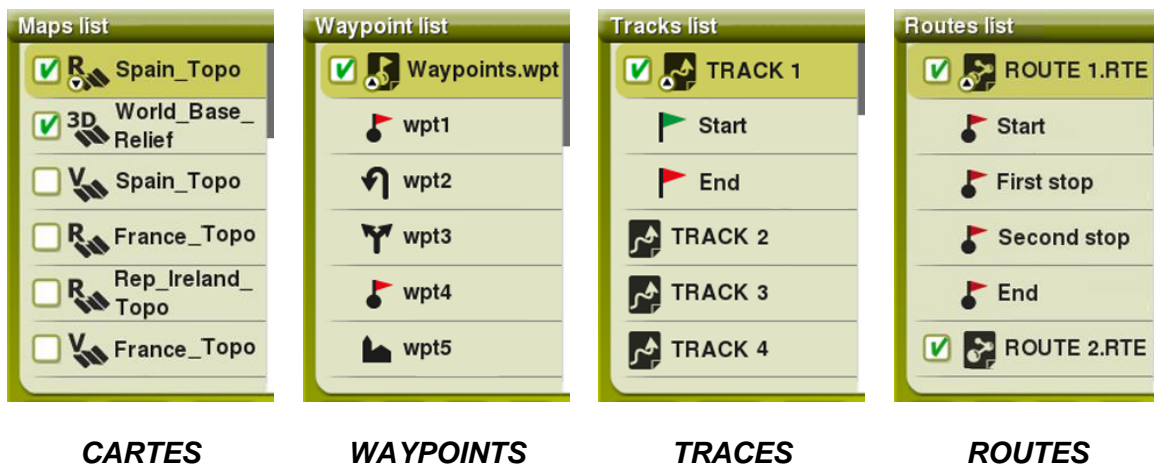 Maps list
R Spain_Topo
3D World_Base_
Relief
V Spain_Topo
R France_Topo
R Rep_Ireland_
Topo
V France_Topo
Waypoint list
Waypoints.wpt
wpt1
wpt2
wpt3
wpt4
wpt5
Tracks list
TRACK 1
Start
End
TRACK 2
TRACK 3
TRACK 4
Routes list
ROUTE 1.RTE
Start
First stop
Second stop
End
ROUTE 2.RTE
CARTES
WAYPOINTS
TRACES
ROUTES